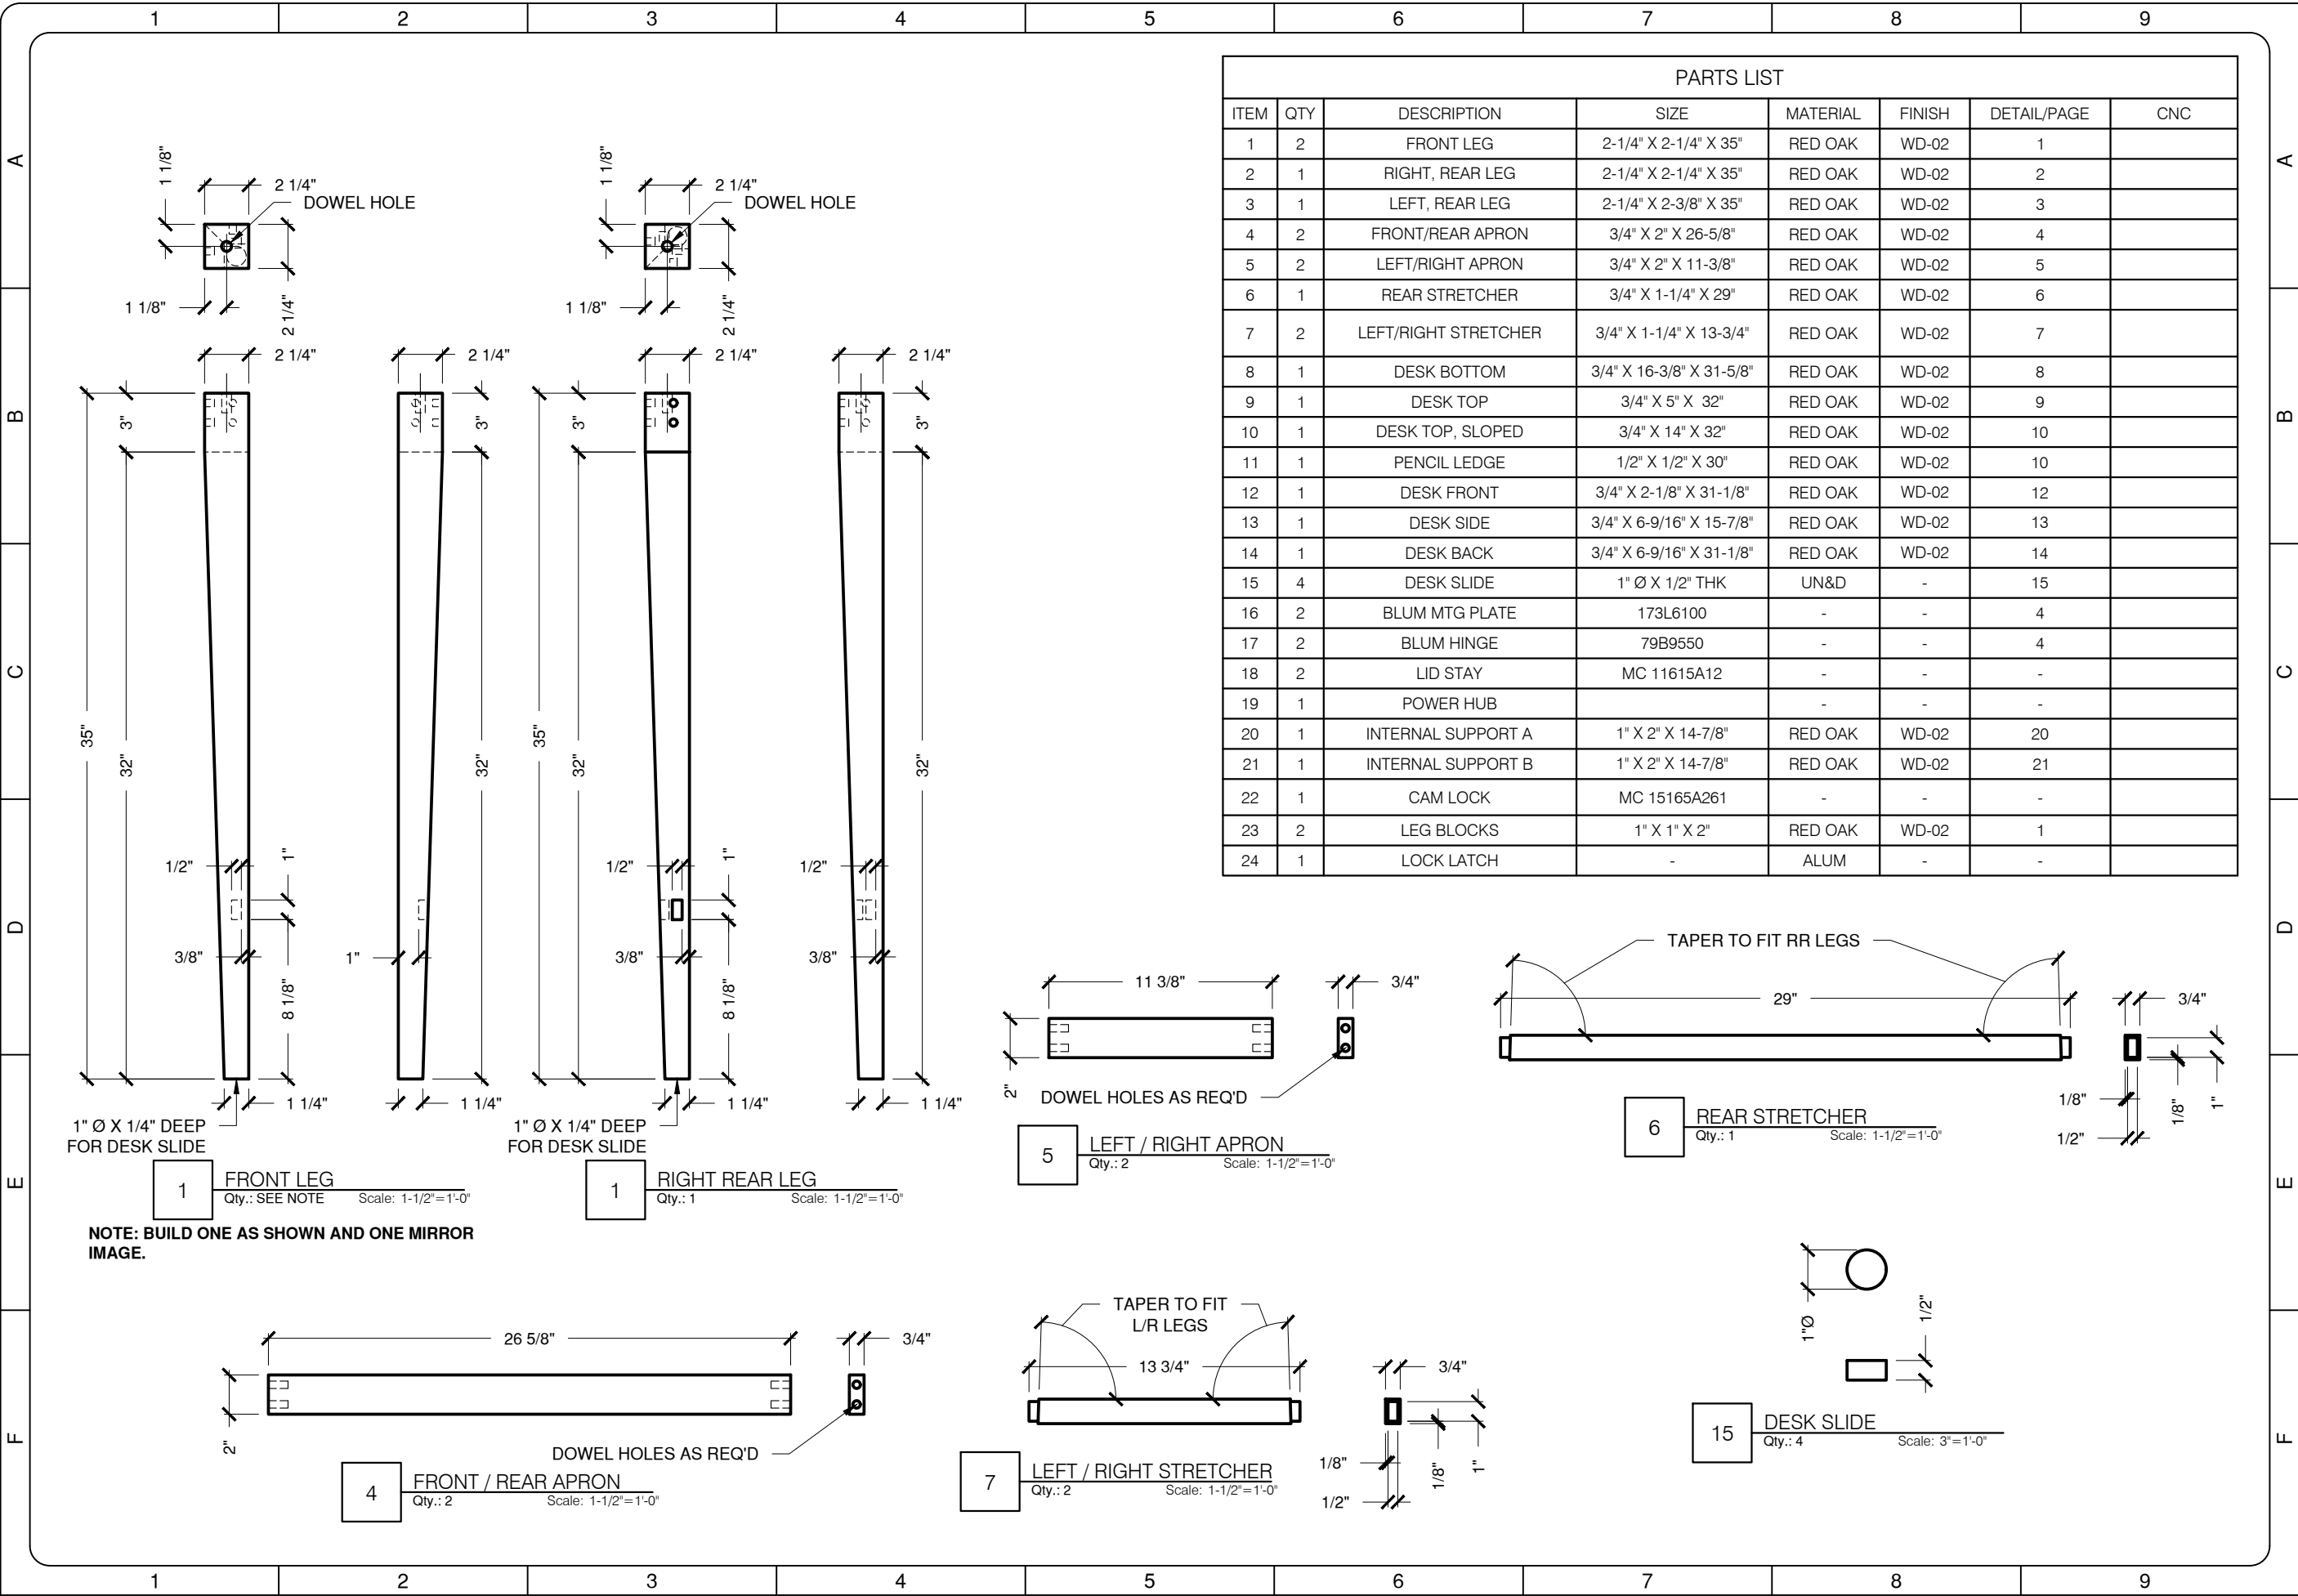 1 2 3 4 5 6 7 8 9
A
B
C
D
E
F
A
B
C
D
E
F
PARTS LIST
ITEM QTY DESCRIPTION SIZE MATERIAL FINISH DETAIL/PAGE CNC
1 2 FRONT LEG 2-1/4" X 2-1/4" X 35" RED OAK WD-02 1
2 1 RIGHT, REAR LEG 2-1/4" X 2-1/4" X 35" RED OAK WD-02 2
3 1 LEFT, REAR LEG 2-1/4" X 2-3/8" X 35" RED OAK WD-02 3
4 2 FRONT/REAR APRON 3/4" X 2" X 26-5/8" RED OAK WD-02 4
5 2 LEFT/RIGHT APRON 3/4" X 2" X 11-3/8" RED OAK WD-02 5
6 1 REAR STRETCHER 3/4" X 1-1/4" X 29" RED OAK WD-02 6
7 2 LEFT/RIGHT STRETCHER 3/4" X 1-1/4" X 13-3/4" RED OAK WD-02 7
8 1 DESK BOTTOM 3/4" X 16-3/8" X 31-5/8" RED OAK WD-02 8
9 1 DESK TOP 3/4" X 5" X 32" RED OAK WD-02 9
10 1 DESK TOP, SLOPED 3/4" X 14" X 32" RED OAK WD-02 10
11 1 PENCIL LEDGE 1/2" X 1/2" X 30" RED OAK WD-02 10
12 1 DESK FRONT 3/4" X 2-1/8" X 31-1/8" RED OAK WD-02 12
13 1 DESK SIDE 3/4" X 6-9/16" X 15-7/8" RED OAK WD-02 13
14 1 DESK BACK 3/4" X 6-9/16" X 31-1/8" RED OAK WD-02 14
15 4 DESK SLIDE 1" Ø X 1/2" THK UN&D - 15
16 2 BLUM MTG PLATE 173L6100 - - 4
17 2 BLUM HINGE 79B9550 - - 4
18 2 LID STAY MC 11615A12 - - -
19 1 POWER HUB - - -
20 1 INTERNAL SUPPORT A 1" X 2" X 14-7/8" RED OAK WD-02 20
21 1 INTERNAL SUPPORT B 1" X 2" X 14-7/8" RED OAK WD-02 21
22 1 CAM LOCK MC 15165A261 - - -
23 2 LEG BLOCKS 1" X 1" X 2" RED OAK WD-02 1
24 1 LOCK LATCH - ALUM - -
1 1/8"
2 1/4"
DOWEL HOLE
1 1/8"
2 1/4"
2 1/4"
2 1/4"
3"
3"
35"
32"
32"
1/2"
1"
3/8"
1"
8 1/8"
1 1/4"
1 1/4"
1" Ø X 1/4" DEEP
FOR DESK SLIDE
1 FRONT LEG
Qty.: SEE NOTE Scale: 1-1/2"=1'-0"
NOTE: BUILD ONE AS SHOWN AND ONE MIRROR
IMAGE.
1 1/8"
2 1/4"
DOWEL HOLE
1 1/8"
2 1/4"
2 1/4"
2 1/4"
3"
3"
35"
32"
32"
1/2"
1"
1/2"
3/8"
3/8"
8 1/8"
1 1/4"
1 1/4"
1" Ø X 1/4" DEEP
FOR DESK SLIDE
1 RIGHT REAR LEG
Qty.: 1 Scale: 1-1/2"=1'-0"
11 3/8"
3/4"
2"
DOWEL HOLES AS REQ'D
5 LEFT / RIGHT APRON
Qty.: 2 Scale: 1-1/2"=1'-0"
TAPER TO FIT RR LEGS
29"
3/4"
1/8"
1/8"
1"
1/2"
6 REAR STRETCHER
Qty.: 1 Scale: 1-1/2"=1'-0"
26 5/8"
3/4"
2"
DOWEL HOLES AS REQ'D
4 FRONT / REAR APRON
Qty.: 2 Scale: 1-1/2"=1'-0"
TAPER TO FIT
L/R LEGS
13 3/4"
3/4"
1/8"
1/8"
1"
1/2"
7 LEFT / RIGHT STRETCHER
Qty.: 2 Scale: 1-1/2"=1'-0"
1"Ø
1/2"
15 DESK SLIDE
Qty.: 4 Scale: 3"=1'-0"
1 2 3 4 5 6 7 8 9